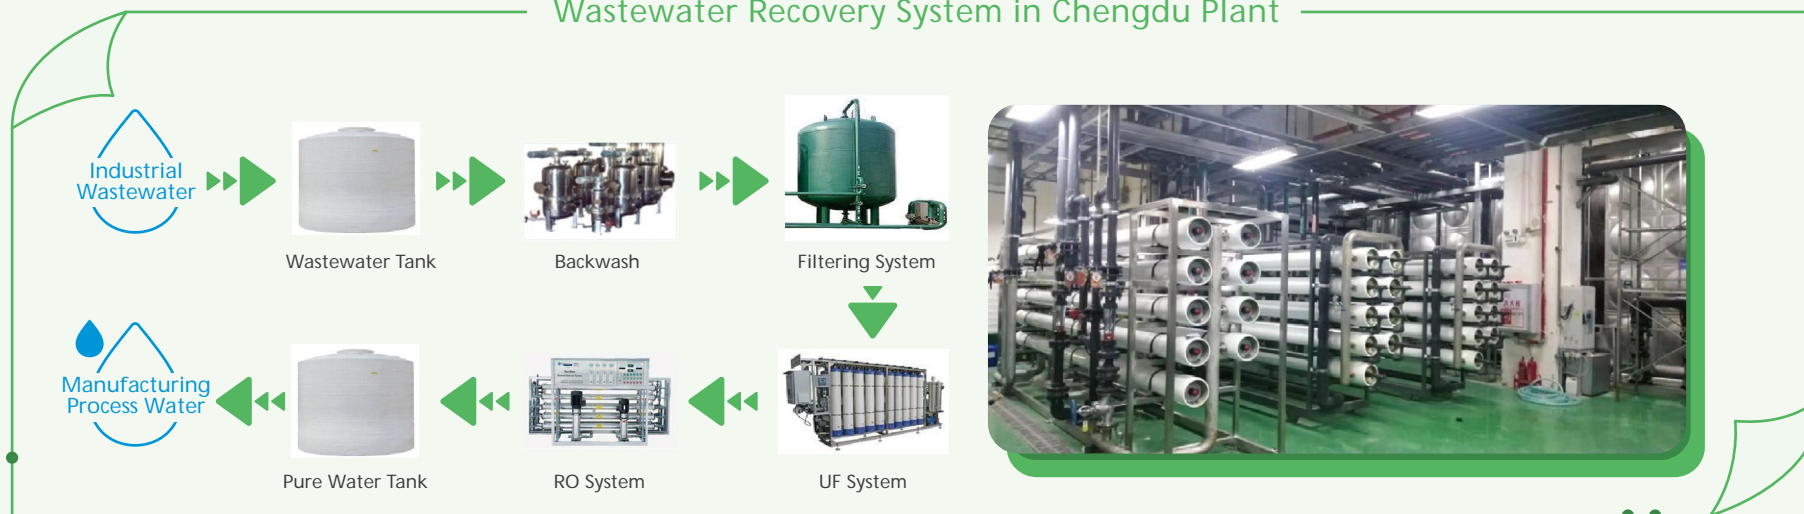 Wastewater Recovery System in Chengdu Plant
Industrial
Wastewater
Wastewater Tank
Backwash
Filtering System
Manufacturing
Process Water
Pure Water Tank
RO System
UF System